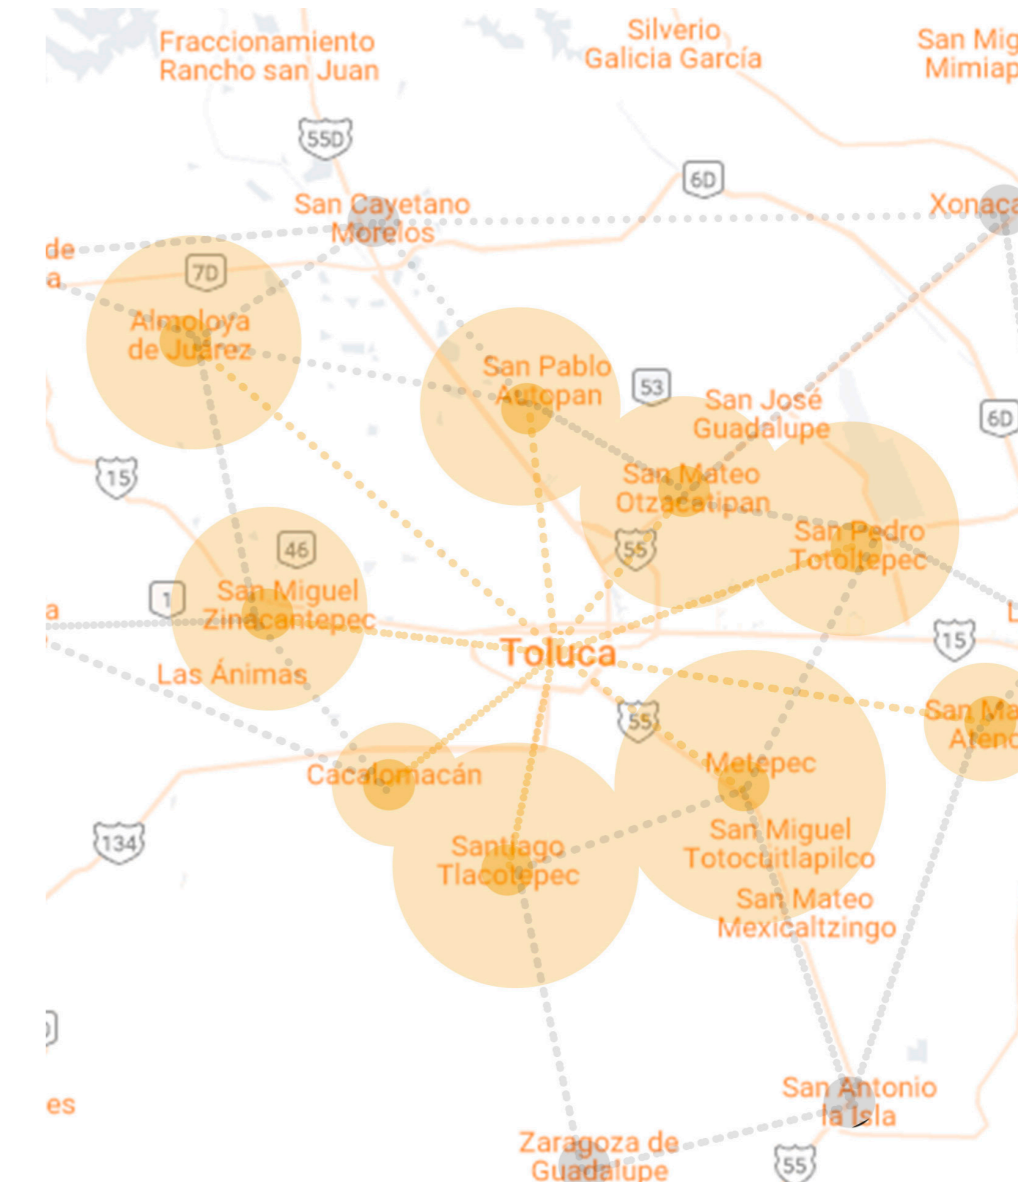 Fraccionamiento
Rancho san Juan
Silverio
Galicia García
San Mig
Mimiap
55D
6D
San Cayetano
Morelos
Xonaca
de
a
7D
Almoloya
de Juárez
San Pablo
Autopan
53
San José
Guadalupe
6D
15
San Mateo
Otzacatipan
San Pedro
Totoltepec
46
55
1
San Miguel
Zinacantepec
a
L
15
Toluca
Las Ánimas
55
San Ma
Atenc
Cacalomacán
Metepec
134
Santiago
Tlacotepec
San Miguel
Totocuitlapilco
San Mateo
Mexicaltzingo
es
San Antonio
la Isla
Zaragoza de
Guadalupe
55